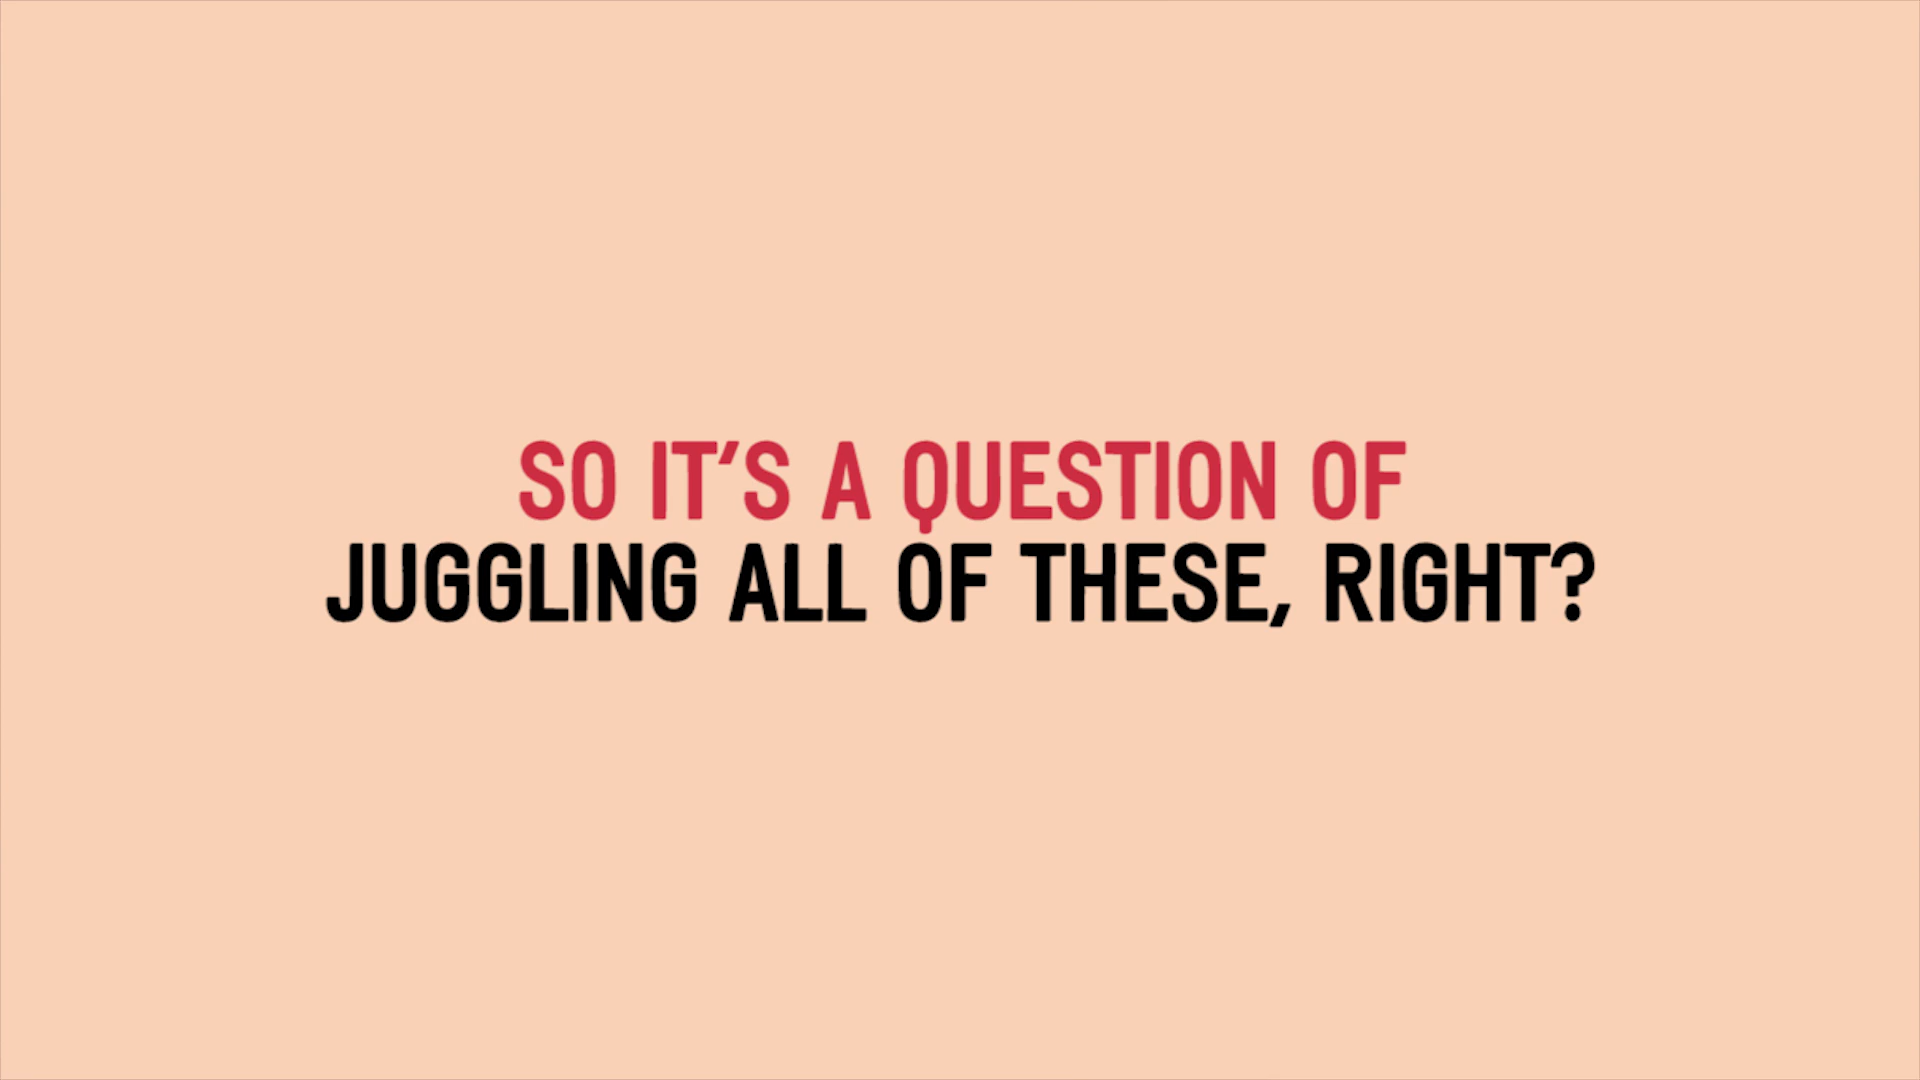 SO IT'S A QUESTION OF
JUGGLING ALL OF THESE, RIGHT?